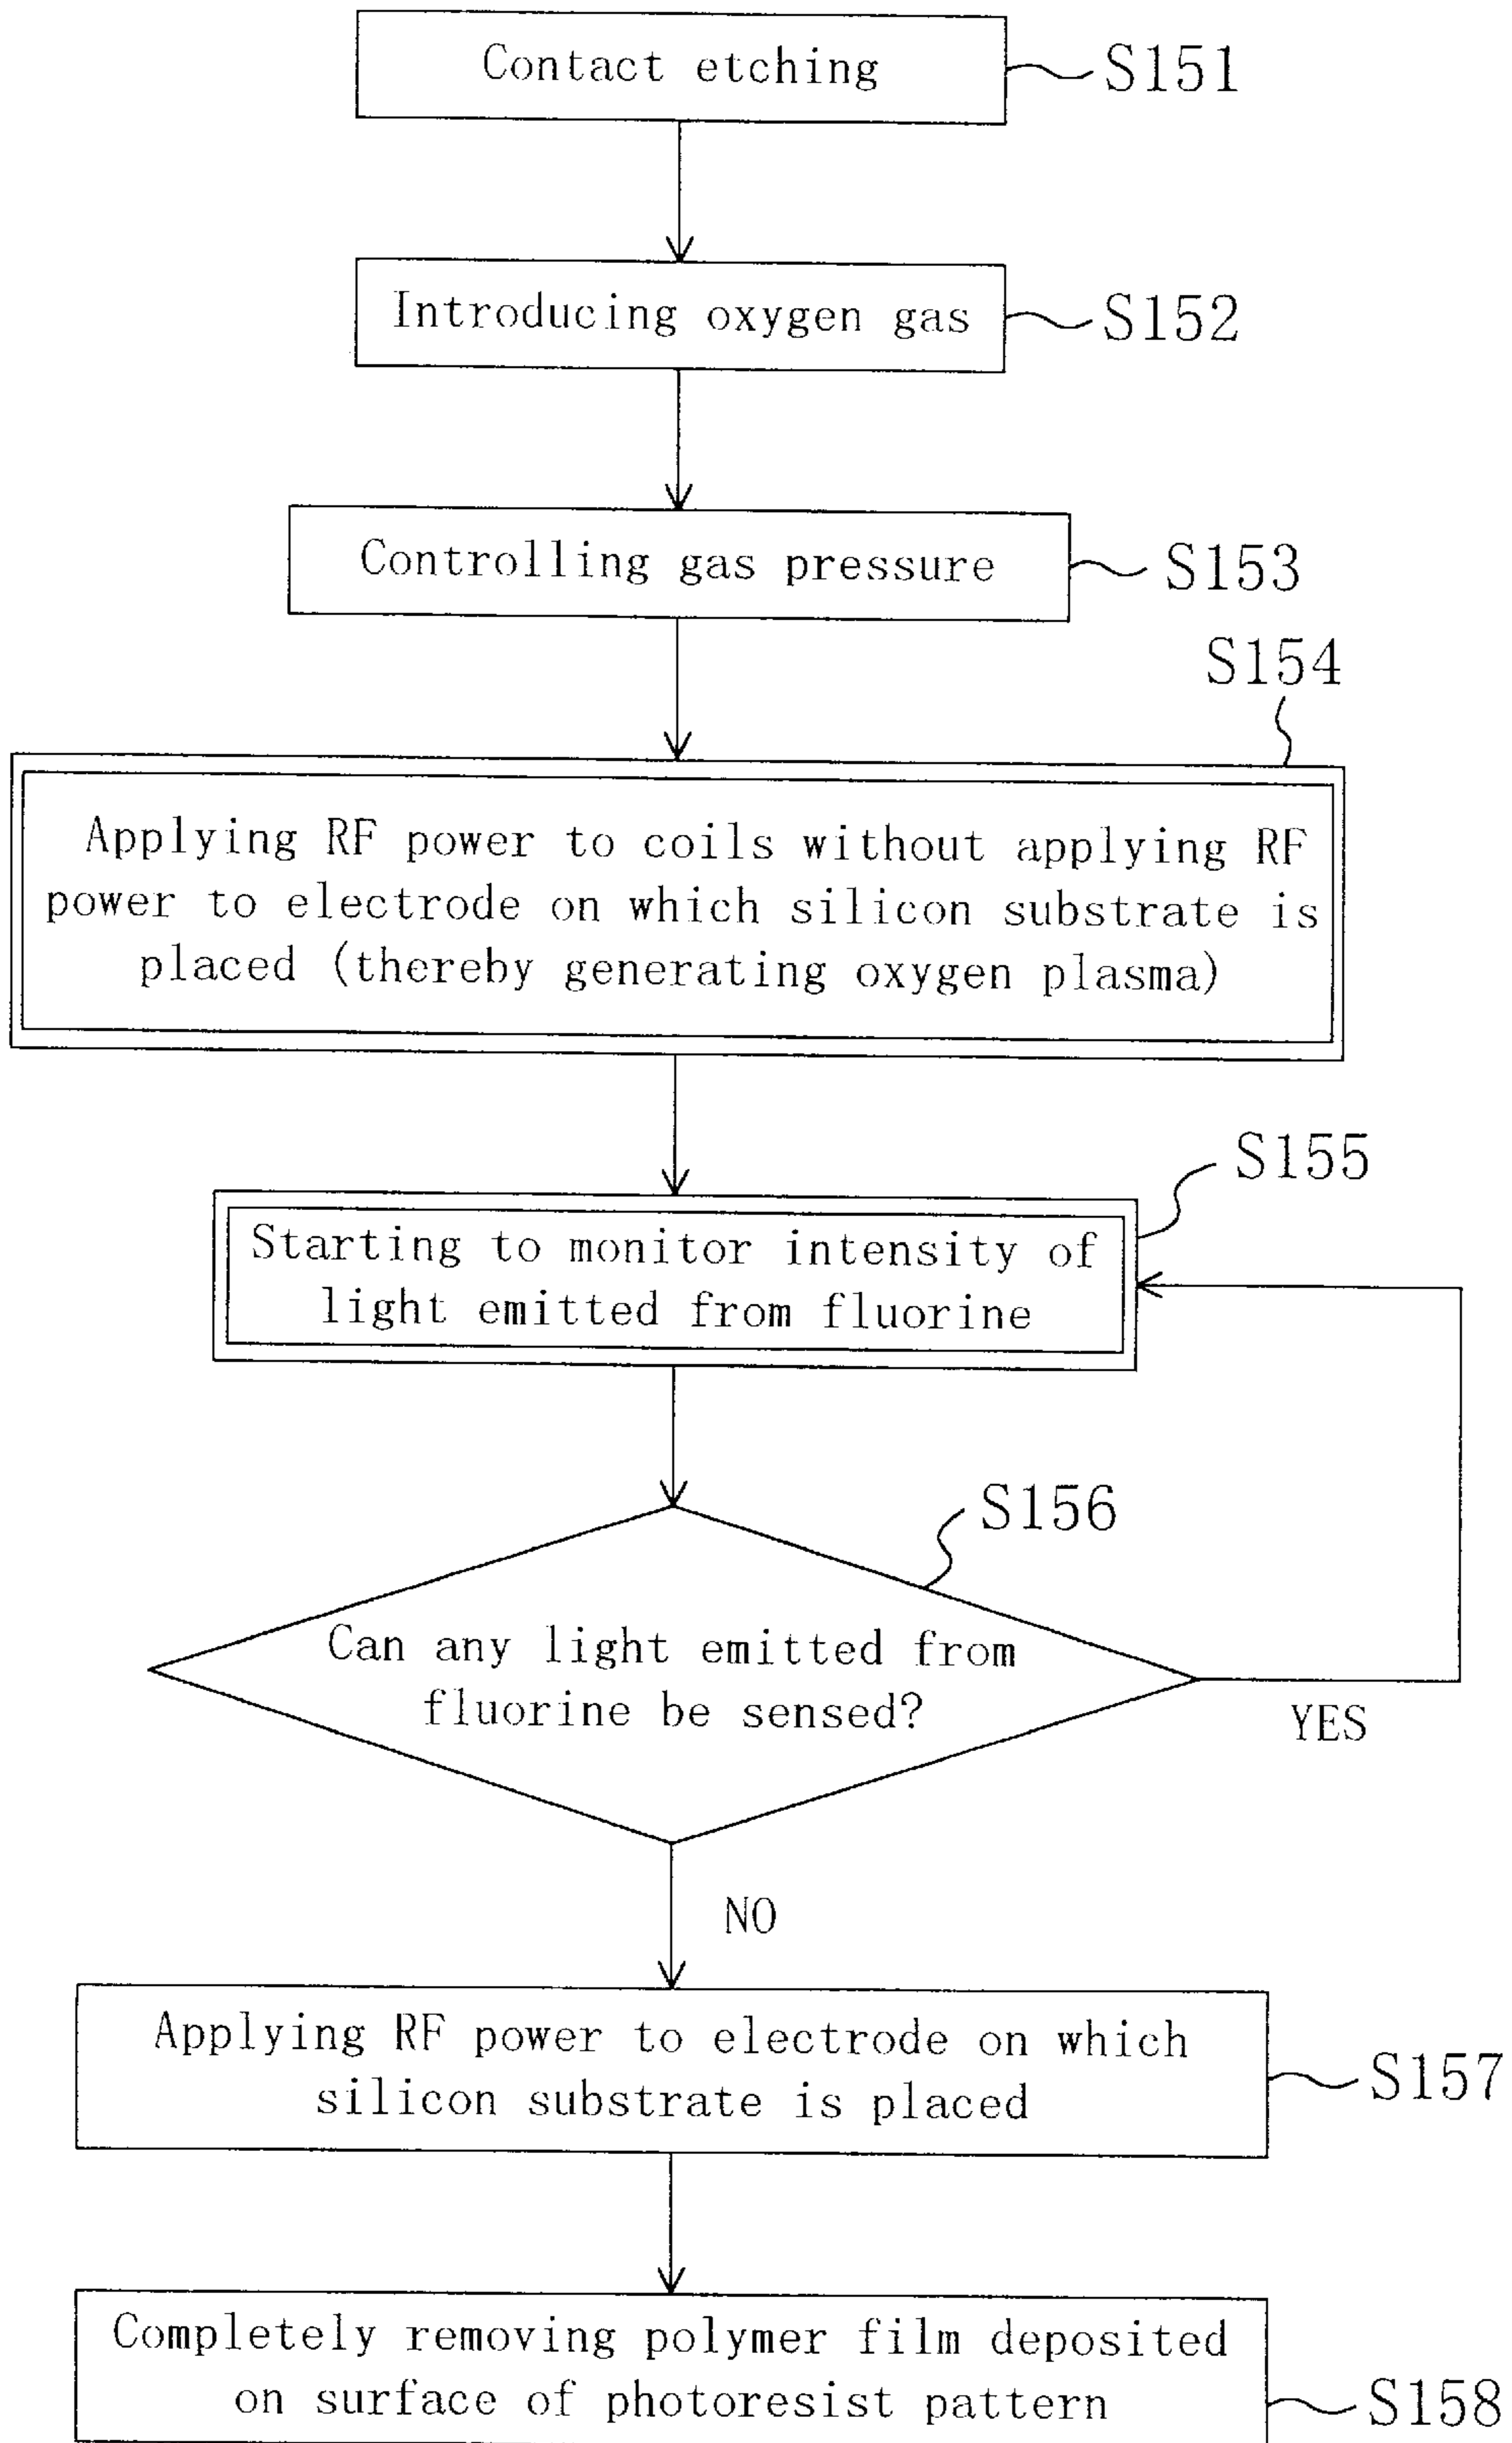 Contact etching
S151
Introducing oxygen gas
S152
Controlling gas pressure
S153
S154
Applying RF power to coils without applying RF
power to electrode on which silicon substrate is
placed (thereby generating oxygen plasma)
S155
Starting to monitor intensity of
light emitted from fluorine
S156
Can any light emitted from
fluorine be sensed?
YES
NO
Applying RF power to electrode on which
silicon substrate is placed
S157
Completely removing polymer film deposited
on surface of photoresist pattern
S158